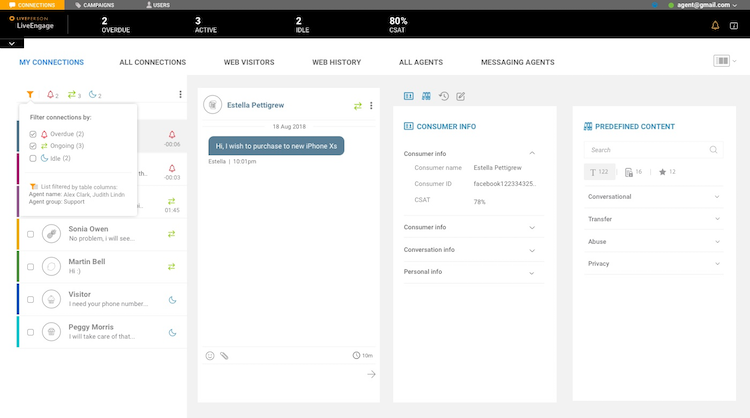 CONNECTIONS CAMPAIGNS USERS agent@gmail.com
LIVEPERSON
LiveEngage
2 OVERDUE
3 ACTIVE
2 IDLE
80% CSAT
MY CONNECTIONS ALL CONNECTIONS WEB VISITORS WEB HISTORY ALL AGENTS MESSAGING AGENTS
2 3 2
Filter connections by:
Overdue (2)
Ongoing (3)
Idle (2)
List filtered by table columns:
Agent name: Alex Clark, Judith Lindn
Agent group: Support
-00:06
th..
-00:03
i..
01:45
Sonia Owen
No problem, i will see...
Martin Bell
Hi :)
Visitor
I need your phone number...
Peggy Morris
I will take care of that...
Estella Pettigrew
18 Aug 2018
Hi, I wish to purchase to new iPhone Xs
Estella | 10:01pm
10m
CONSUMER INFO
Consumer info
Consumer name Estella Pettigrew
Consumer ID facebook122334325..
CSAT 78%
Consumer info
Conversation info
Personal info
PREDEFINED CONTENT
Search
T 122 16 12
Conversational
Transfer
Abuse
Privacy